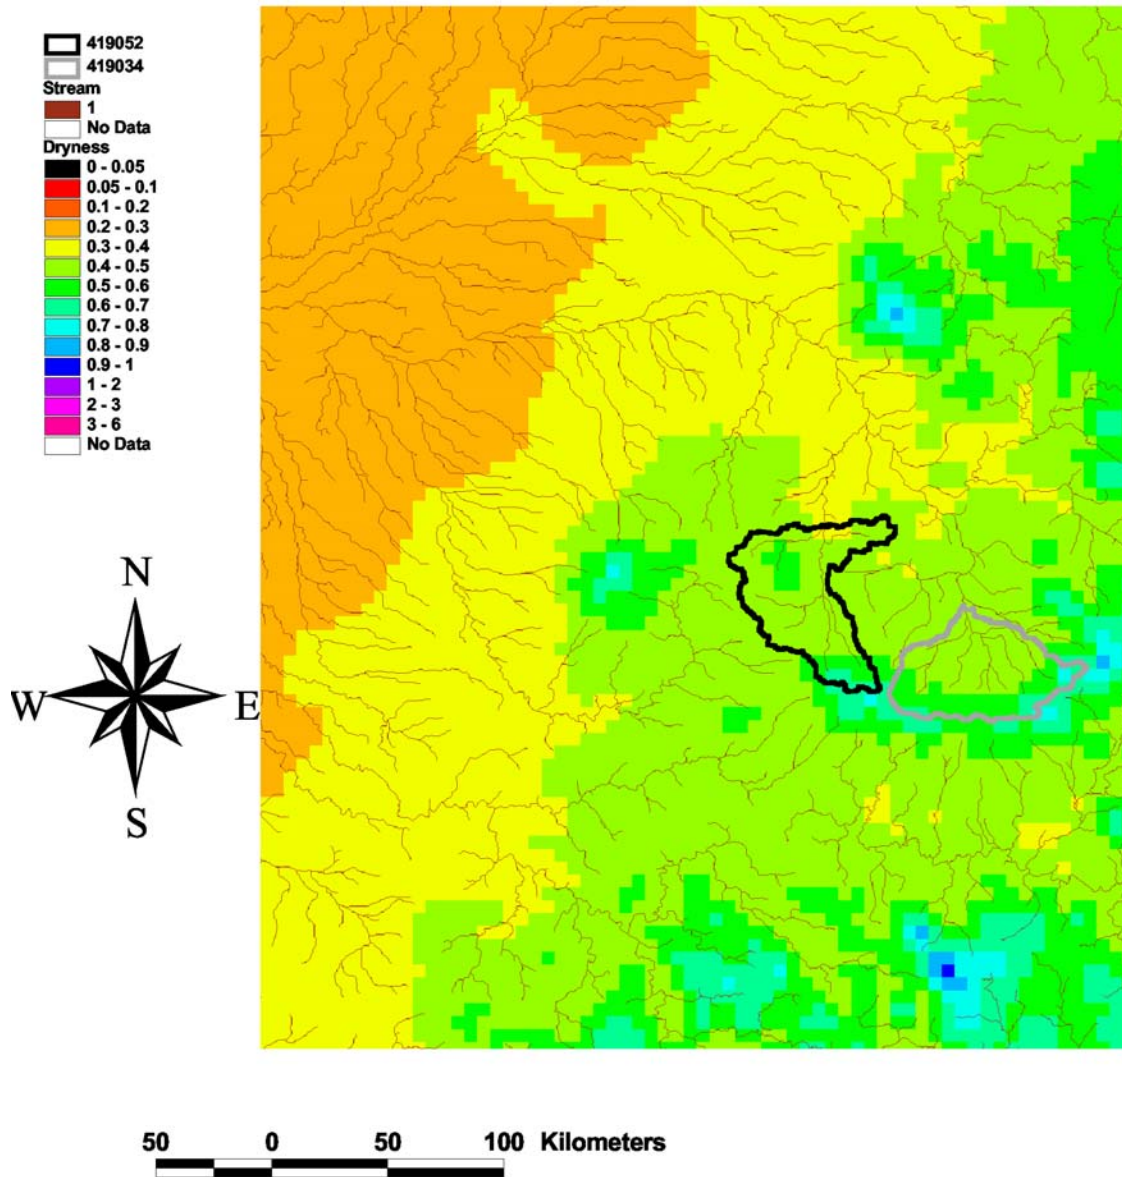 419052
419034
Stream
1
No Data
Dryness
0 - 0.05
0.05 - 0.1
0.1 - 0.2
0.2 - 0.3
0.3 - 0.4
0.4 - 0.5
0.5 - 0.6
0.6 - 0.7
0.7 - 0.8
0.8 - 0.9
0.9 - 1
1 - 2
2 - 3
3 - 6
No Data
N
W E
S
50 0 50 100 Kilometers